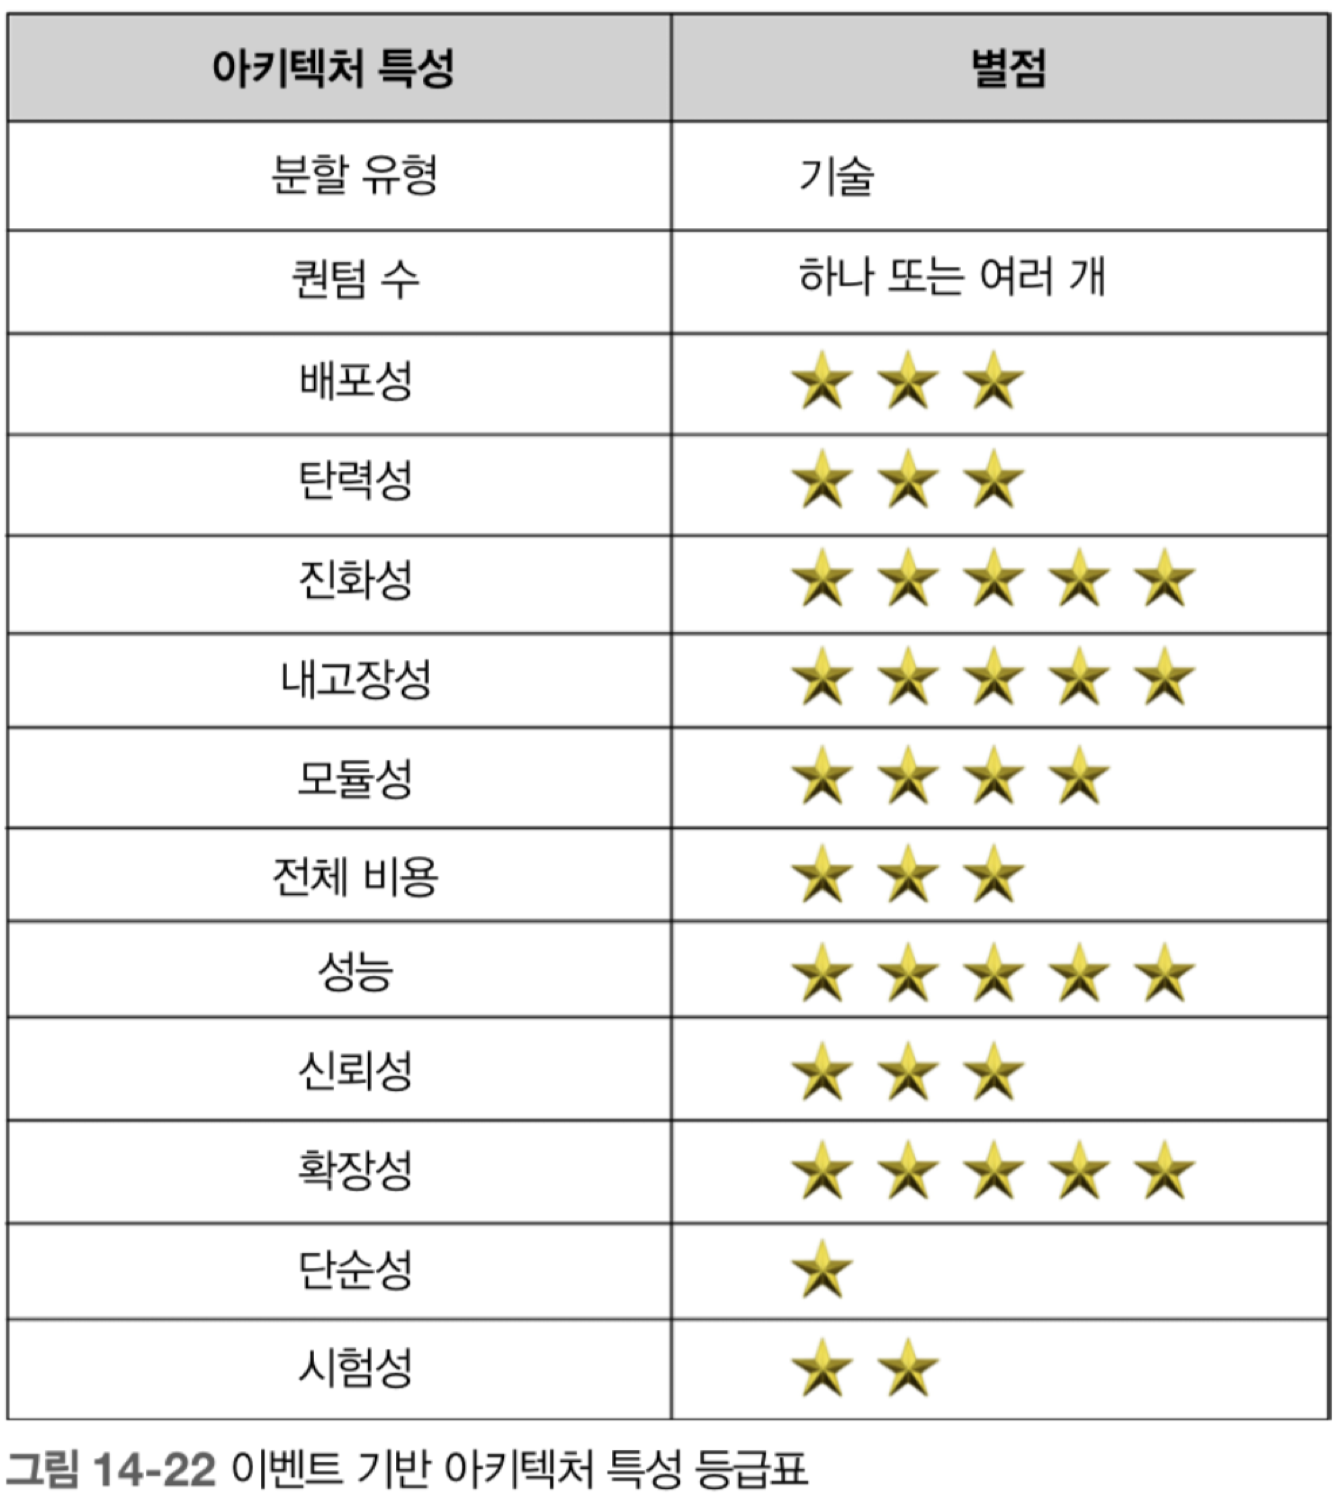 아키텍처 특성 별점
분할 유형 기술
퀀텀 수 하나 또는 여러 개
배포성
탄력성
진화성
내고장성
모듈성
전체 비용
성능
신뢰성
확장성
단순성
시험성
그림 14-22 이벤트 기반 아키텍처 특성 등급표